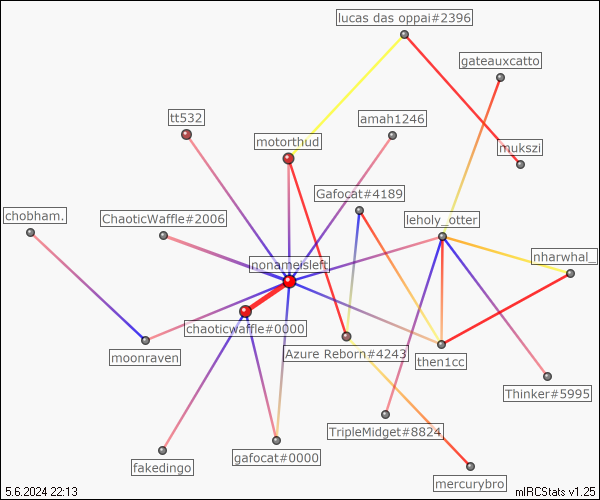 lucas das oppai#2396
gateauxcatto
tt532
amah1246
motorthud
mukszi
Gafocat#4189
chobham.
ChaoticWaffle#2006
leholy_otter
nonameisleft
nharwhal_
chaoticwaffle#0000
moonraven
Azure Reborn#4243
then1cc
Thinker#5995
TripleMidget#8824
gafocat#0000
fakedingo
mercurybro
5.6.2024 22:13
mIRCStats v1.25